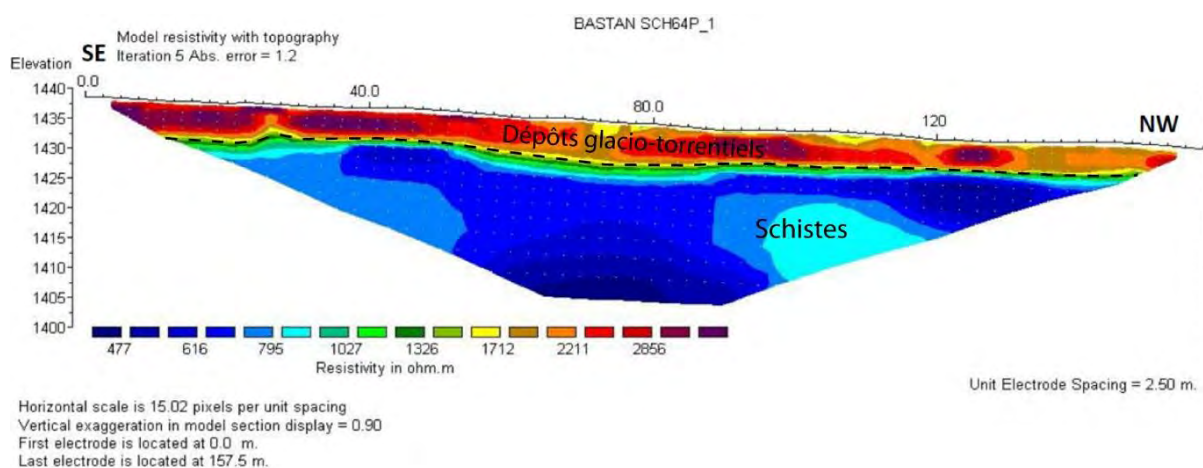 BASTAN SCH64P_1
Model resistivity with topography
SE Iteration 5 Abs. error = 1.2
Elevation
0.0
40.0
80.0
120
NW
1440
1435
1430
1425
1420
1415
1410
1405
1400
Dépôts glacio-torrentiels
Schistes
477 616 795 1027 1326 1712 2211 2856
Resistivity in ohm.m
Unit Electrode Spacing = 2.50 m.
Horizontal scale is 15.02 pixels per unit spacing
Vertical exaggeration in model section display = 0.90
First electrode is located at 0.0 m.
Last electrode is located at 157.5 m.